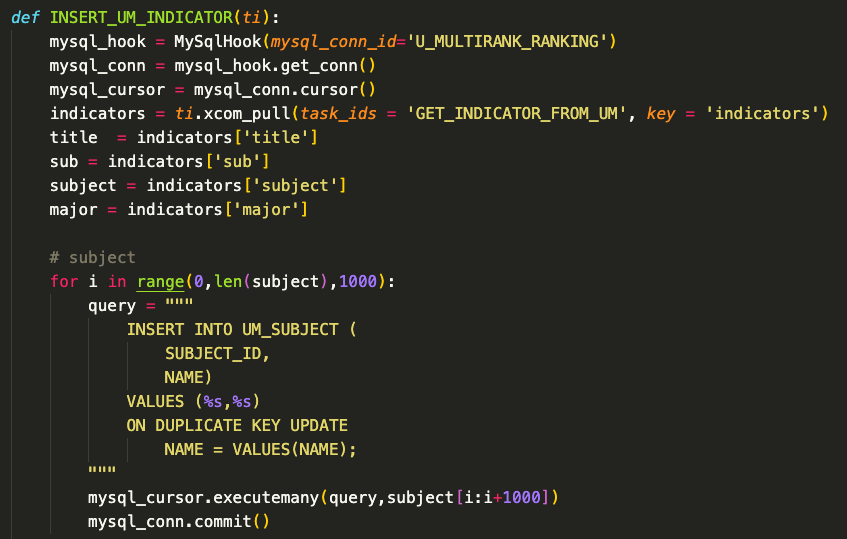 def INSERT_UM_INDICATOR(ti):
    mysql_hook = MySqlHook(mysql_conn_id='U_MULTIRANK_RANKING')
    mysql_conn = mysql_hook.get_conn()
    mysql_cursor = mysql_conn.cursor()
    indicators = ti.xcom_pull(task_ids = 'GET_INDICATOR_FROM_UM', key = 'indicators')
    title  = indicators['title']
    sub = indicators['sub']
    subject = indicators['subject']
    major = indicators['major']

    # subject
    for i in range(0,len(subject),1000):
        query = """
            INSERT INTO UM_SUBJECT (
                SUBJECT_ID,
                NAME)
            VALUES (%s,%s)
            ON DUPLICATE KEY UPDATE
                NAME = VALUES(NAME);
        """
        mysql_cursor.executemany(query,subject[i:i+1000])
        mysql_conn.commit()